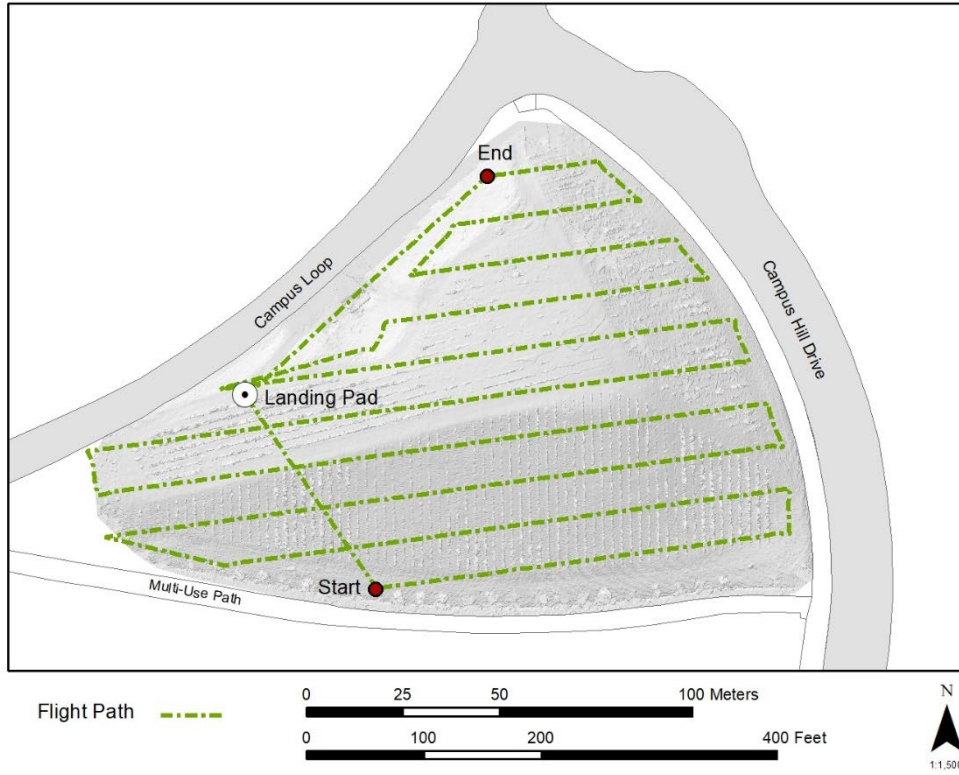 End
Campus Loop
Campus Hill Drive
Landing Pad
Start
Multi-Use Path
Flight Path
0 25 50 100 Meters
0 100 200 400 Feet
N